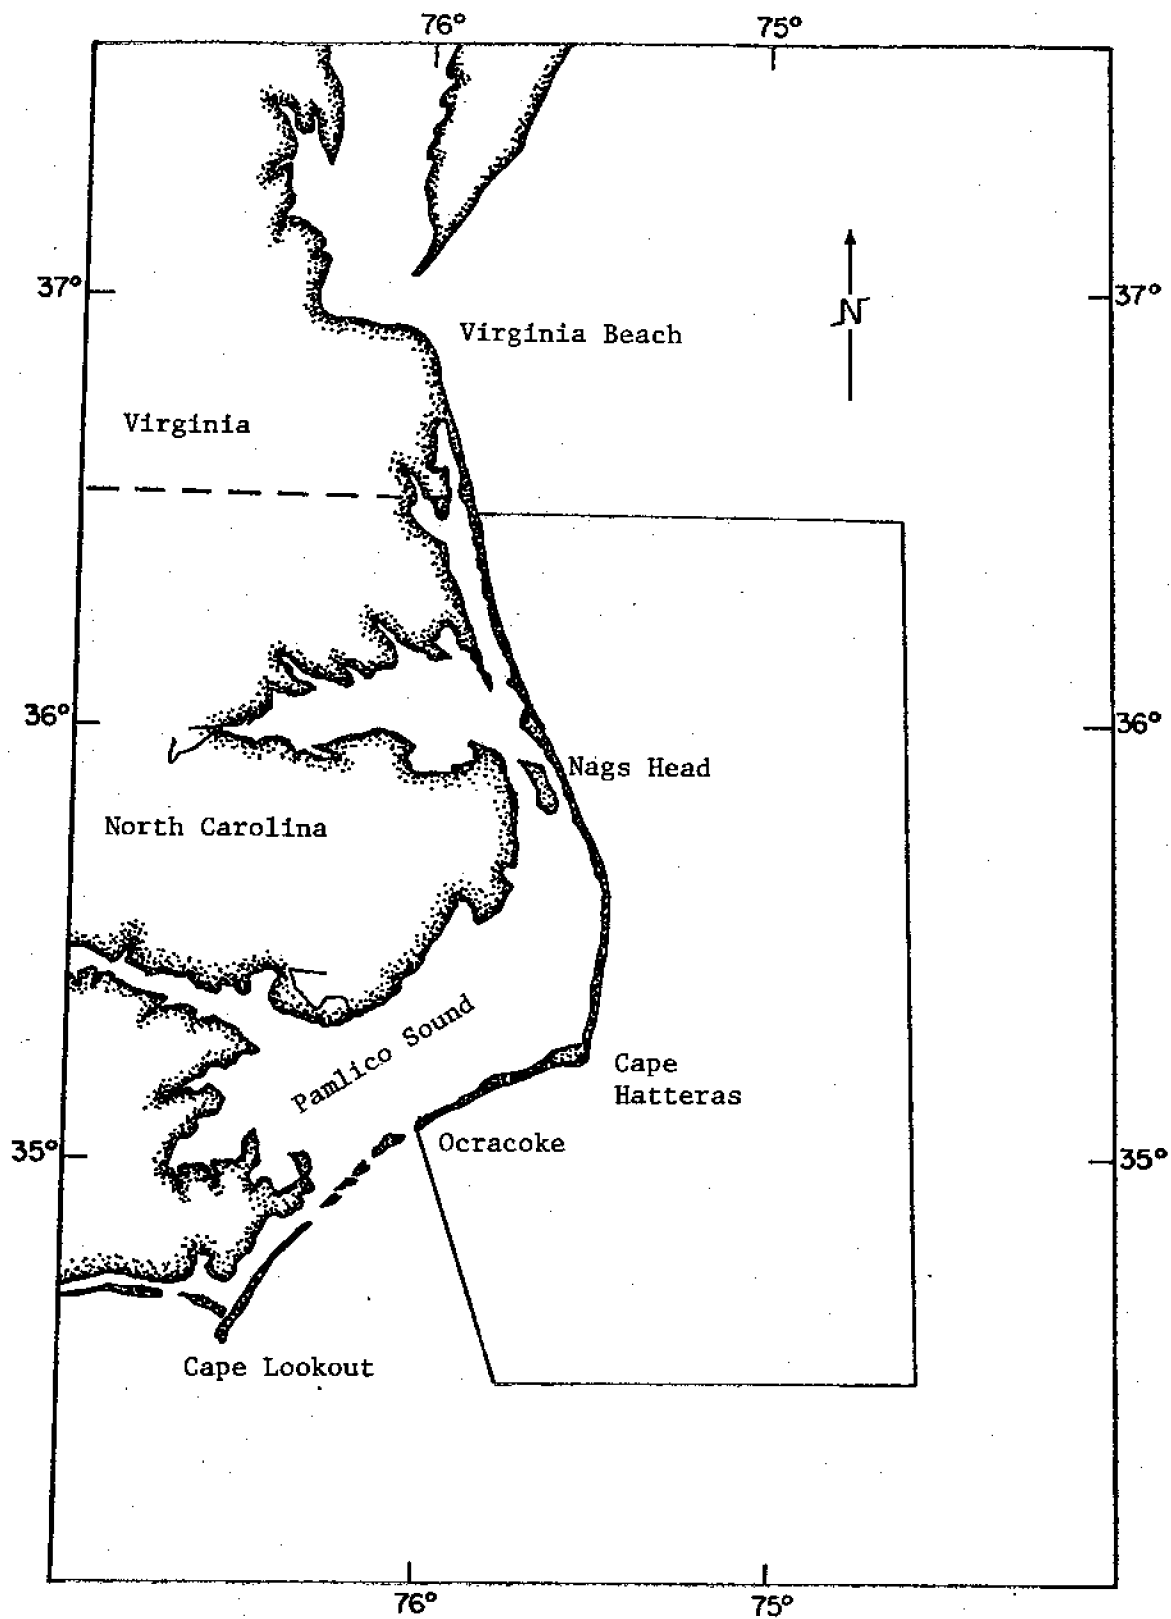 76°
75°
37°
37°
N
Virginia Beach
Virginia
36°
36°
Nags Head
North Carolina
Pamlico Sound
Cape
Hatteras
Ocracoke
35°
35°
Cape Lookout
76°
75°